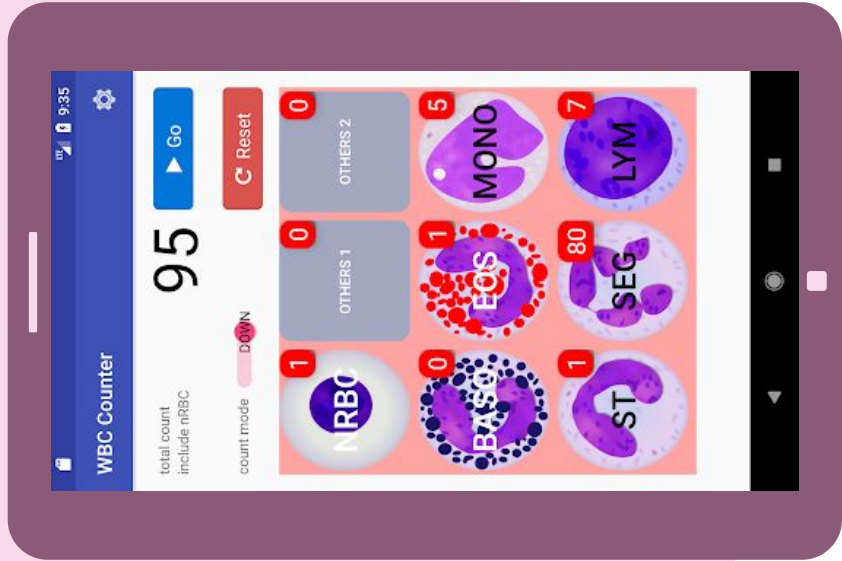 LTE 9:35
WBC Counter
total count
include nRBC
95
Go
count mode
DOWN
Reset
1
0
0
NRBC
OTHERS 1
OTHERS 2
0
1
5
BASO
EOS
MONO
1
80
7
ST
SEG
LYM